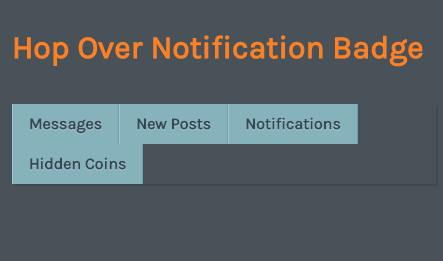 Hop Over Notification Badge
Messages New Posts Notifications
Hidden Coins